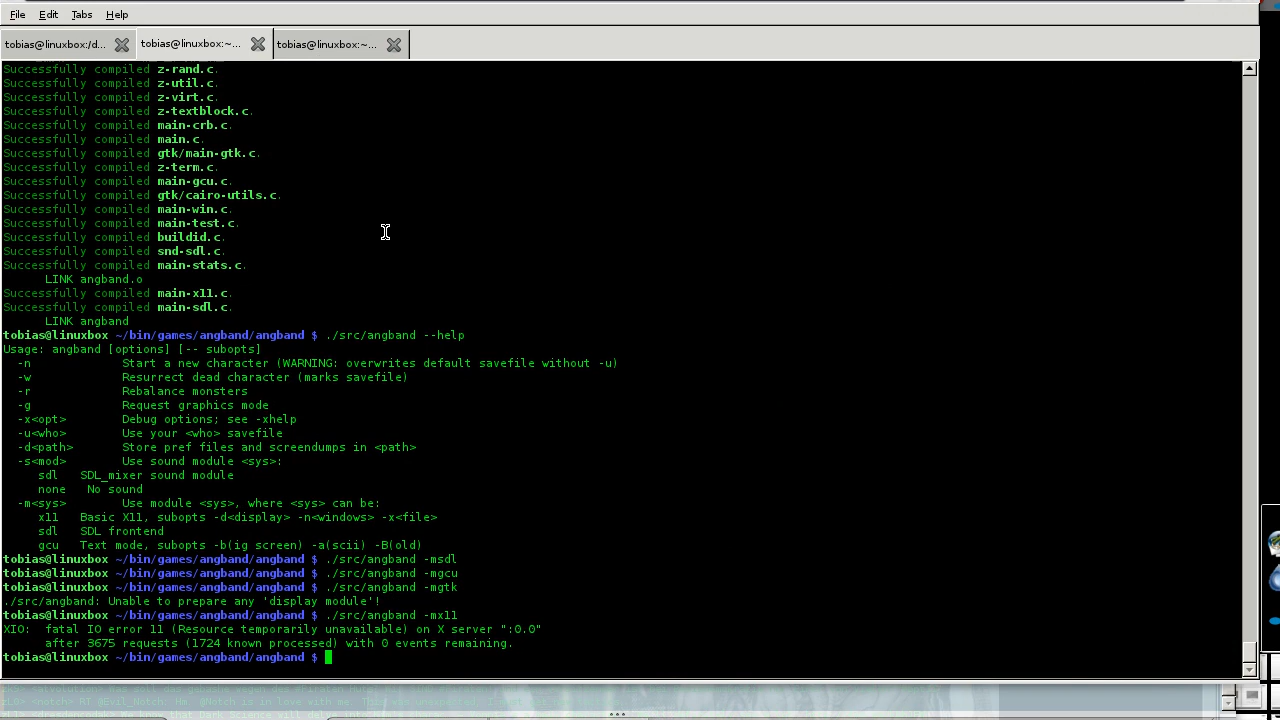 File Edit Tabs Help
tobias@linuxbox:/d... tobias@linuxbox:~... tobias@linuxbox:~...
Successfully compiled z-rand.c.
Successfully compiled z-util.c.
Successfully compiled z-virt.c.
Successfully compiled z-textblock.c.
Successfully compiled main-crb.c.
Successfully compiled main.c.
Successfully compiled gtk/main-gtk.c.
Successfully compiled z-term.c.
Successfully compiled main-gcu.c.
Successfully compiled gtk/cairo-utils.c.
Successfully compiled main-win.c.
Successfully compiled main-test.c.
Successfully compiled buildid.c.
Successfully compiled snd-sdl.c.
Successfully compiled main-stats.c.
LINK angband.o
Successfully compiled main-x11.c.
Successfully compiled main-sdl.c.
LINK angband
tobias@linuxbox ~/bin/games/angband/angband $ ./src/angband --help
Usage: angband [options] [-- subopts]
-n Start a new character (WARNING: overwrites default savefile without -u)
-w Resurrect dead character (marks savefile)
-r Rebalance monsters
-g Request graphics mode
-x<opt> Debug options; see -xhelp
-u<who> Use your <who> savefile
-d<path> Store pref files and screendumps in <path>
-s<mod> Use sound module <sys>:
sdl SDL_mixer sound module
none No sound
-m<sys> Use module <sys>, where <sys> can be:
x11 Basic X11, subopts -d<display> -n<windows> -x<file>
sdl SDL frontend
gcu Text mode, subopts -b(ig screen) -a(scii) -B(old)
tobias@linuxbox ~/bin/games/angband/angband $ ./src/angband -msdl
tobias@linuxbox ~/bin/games/angband/angband $ ./src/angband -mgcu
tobias@linuxbox ~/bin/games/angband/angband $ ./src/angband -mgtk
./src/angband: Unable to prepare any 'display module'!
tobias@linuxbox ~/bin/games/angband/angband $ ./src/angband -mx11
XIO: fatal IO error 11 (Resource temporarily unavailable) on X server ":0.0"
after 3675 requests (1724 known processed) with 0 events remaining.
tobias@linuxbox ~/bin/games/angband/angband $